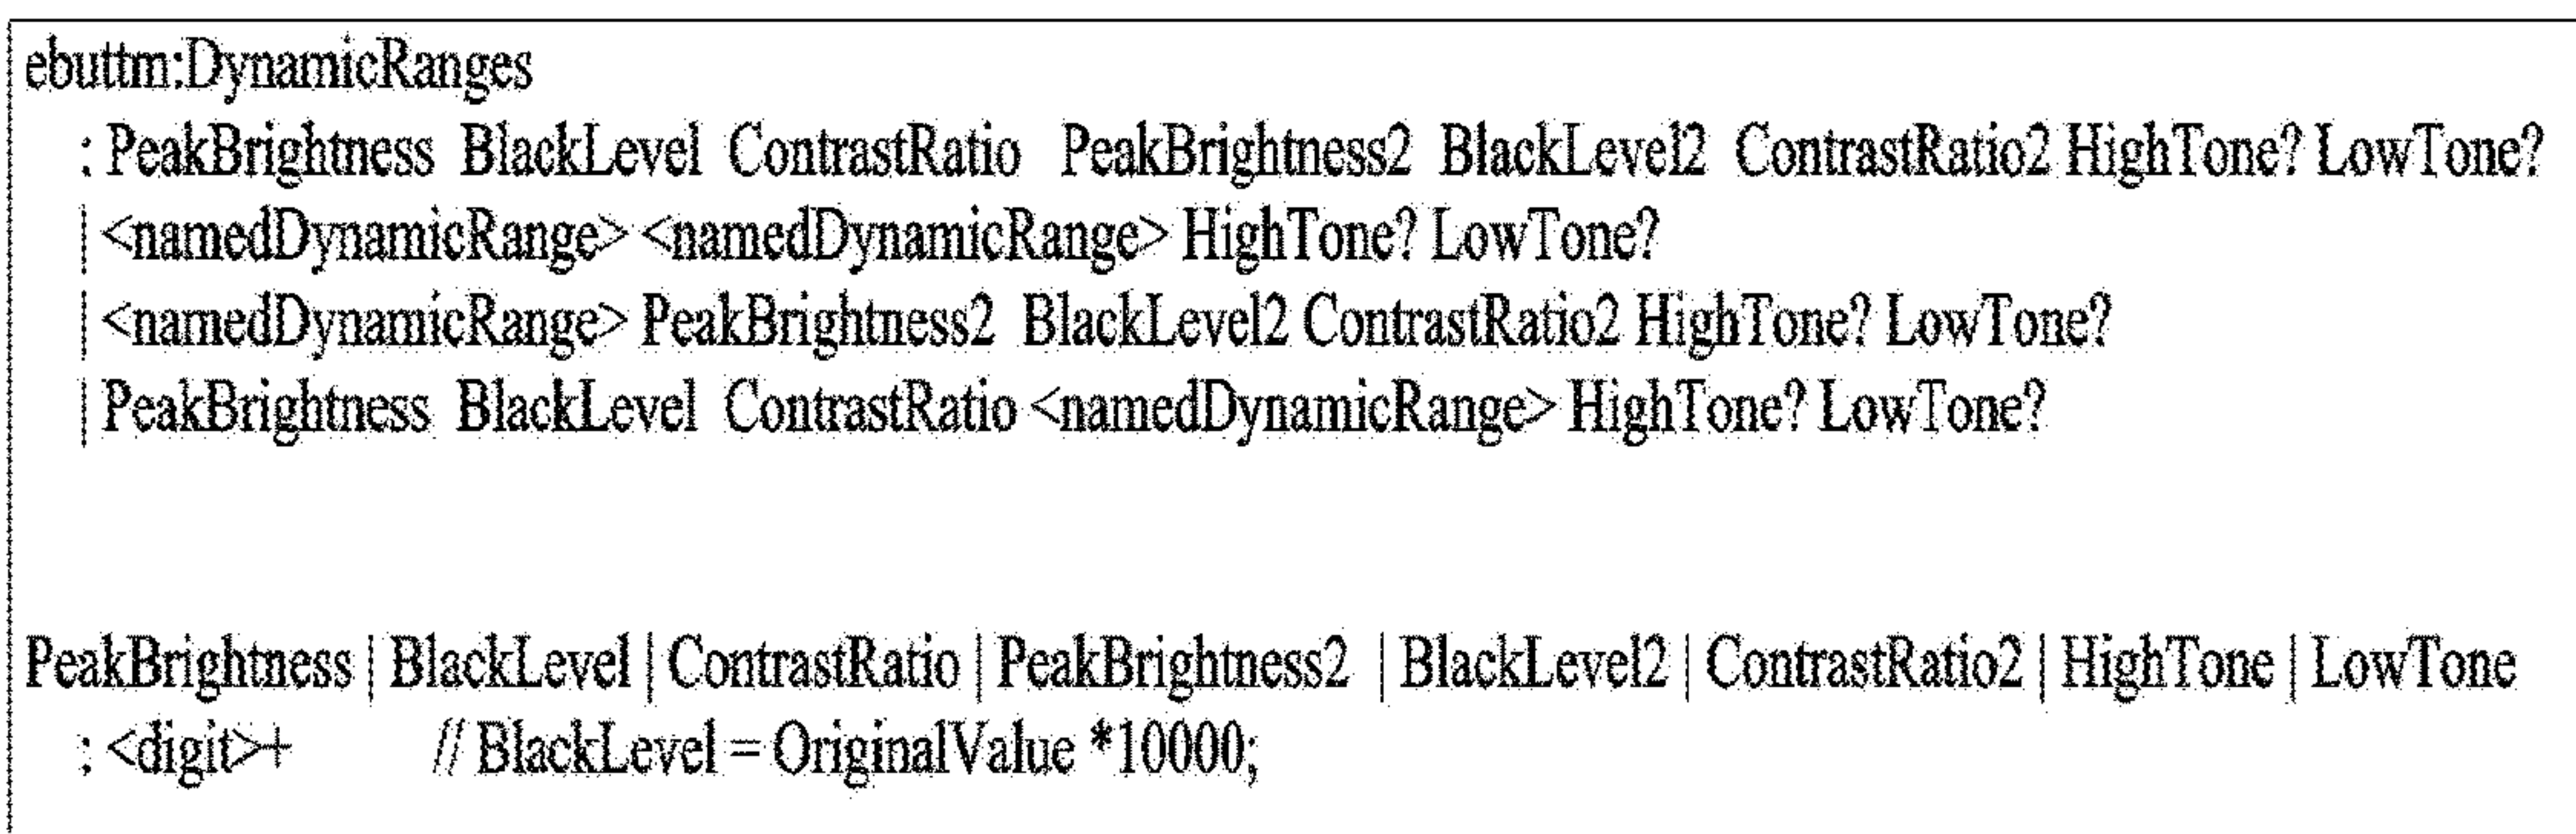 ebuttm:DynamicRanges
: PeakBrightness BlackLevel ContrastRatio PeakBrightness2 BlackLevel2 ContrastRatio2 HighTone? LowTone?
| <namedDynamicRange> <namedDynamicRange> HighTone? LowTone?
| <namedDynamicRange> PeakBrightness2 BlackLevel2 ContrastRatio2 HighTone? LowTone?
| PeakBrightness BlackLevel ContrastRatio <namedDynamicRange> HighTone? LowTone?
PeakBrightness | BlackLevel | ContrastRatio | PeakBrightness2 | BlackLevel2 | ContrastRatio2 | HighTone | LowTone
: <digit>+ // BlackLevel = OriginalValue *10000;